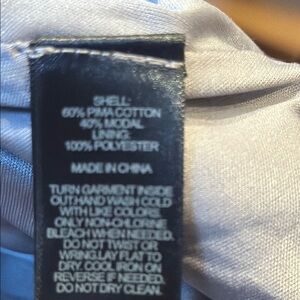 SHELL:
60% PIMA COTTON
40% MODAL
LINING:
100% POLYESTER
MADE IN CHINA
TURN GARMENT INSIDE
OUT.HAND WASH COLD
WITH LIKE COLORS.
ONLY NON-CHLORINE
BLEACH WHEN NEEDED.
DO NOT TWIST OR
WRING.LAY FLAT TO
DRY. COOL IRON ON
REVERSE IF NEEDED.
DO NOT DRY CLEAN.